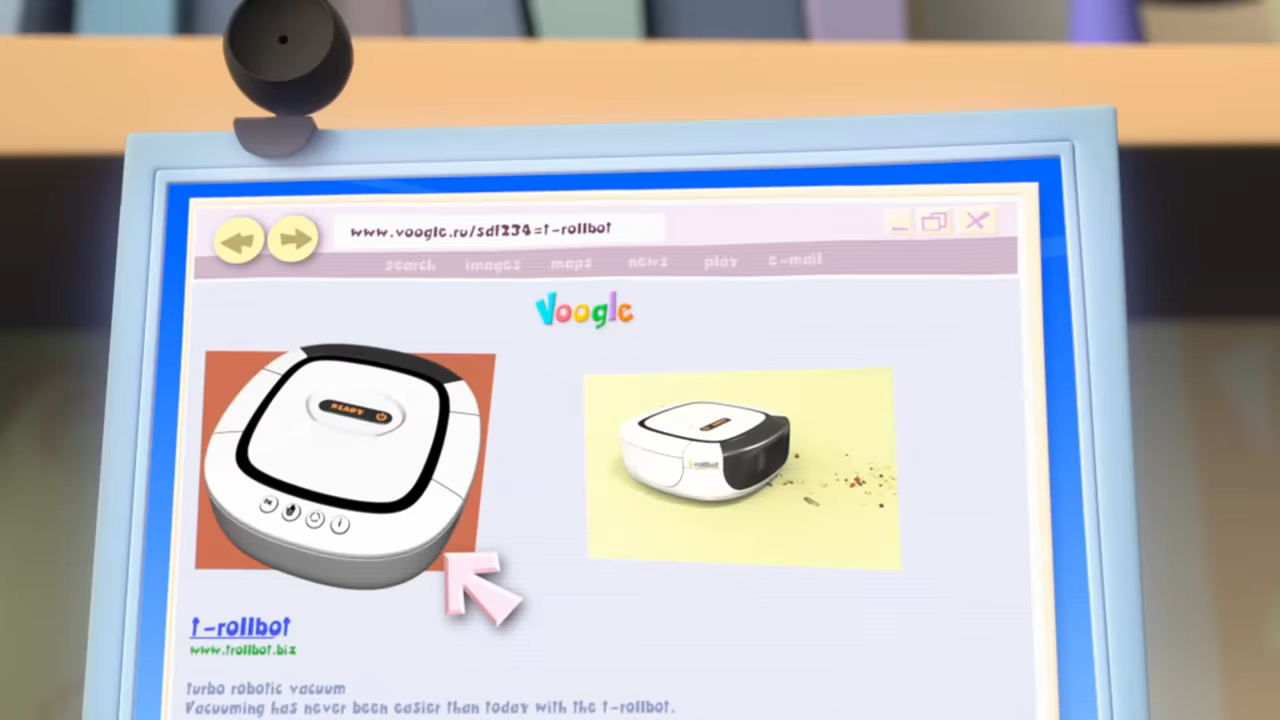 www.voogle.ru/sdf234=t-rollbot
search images maps news play e-mail
Voogle
READY
t-rollbot
t-rollbot
www.trollbot.biz
turbo robotic vacuum
Vacuuming has never been easier than today with the t-rollbot.